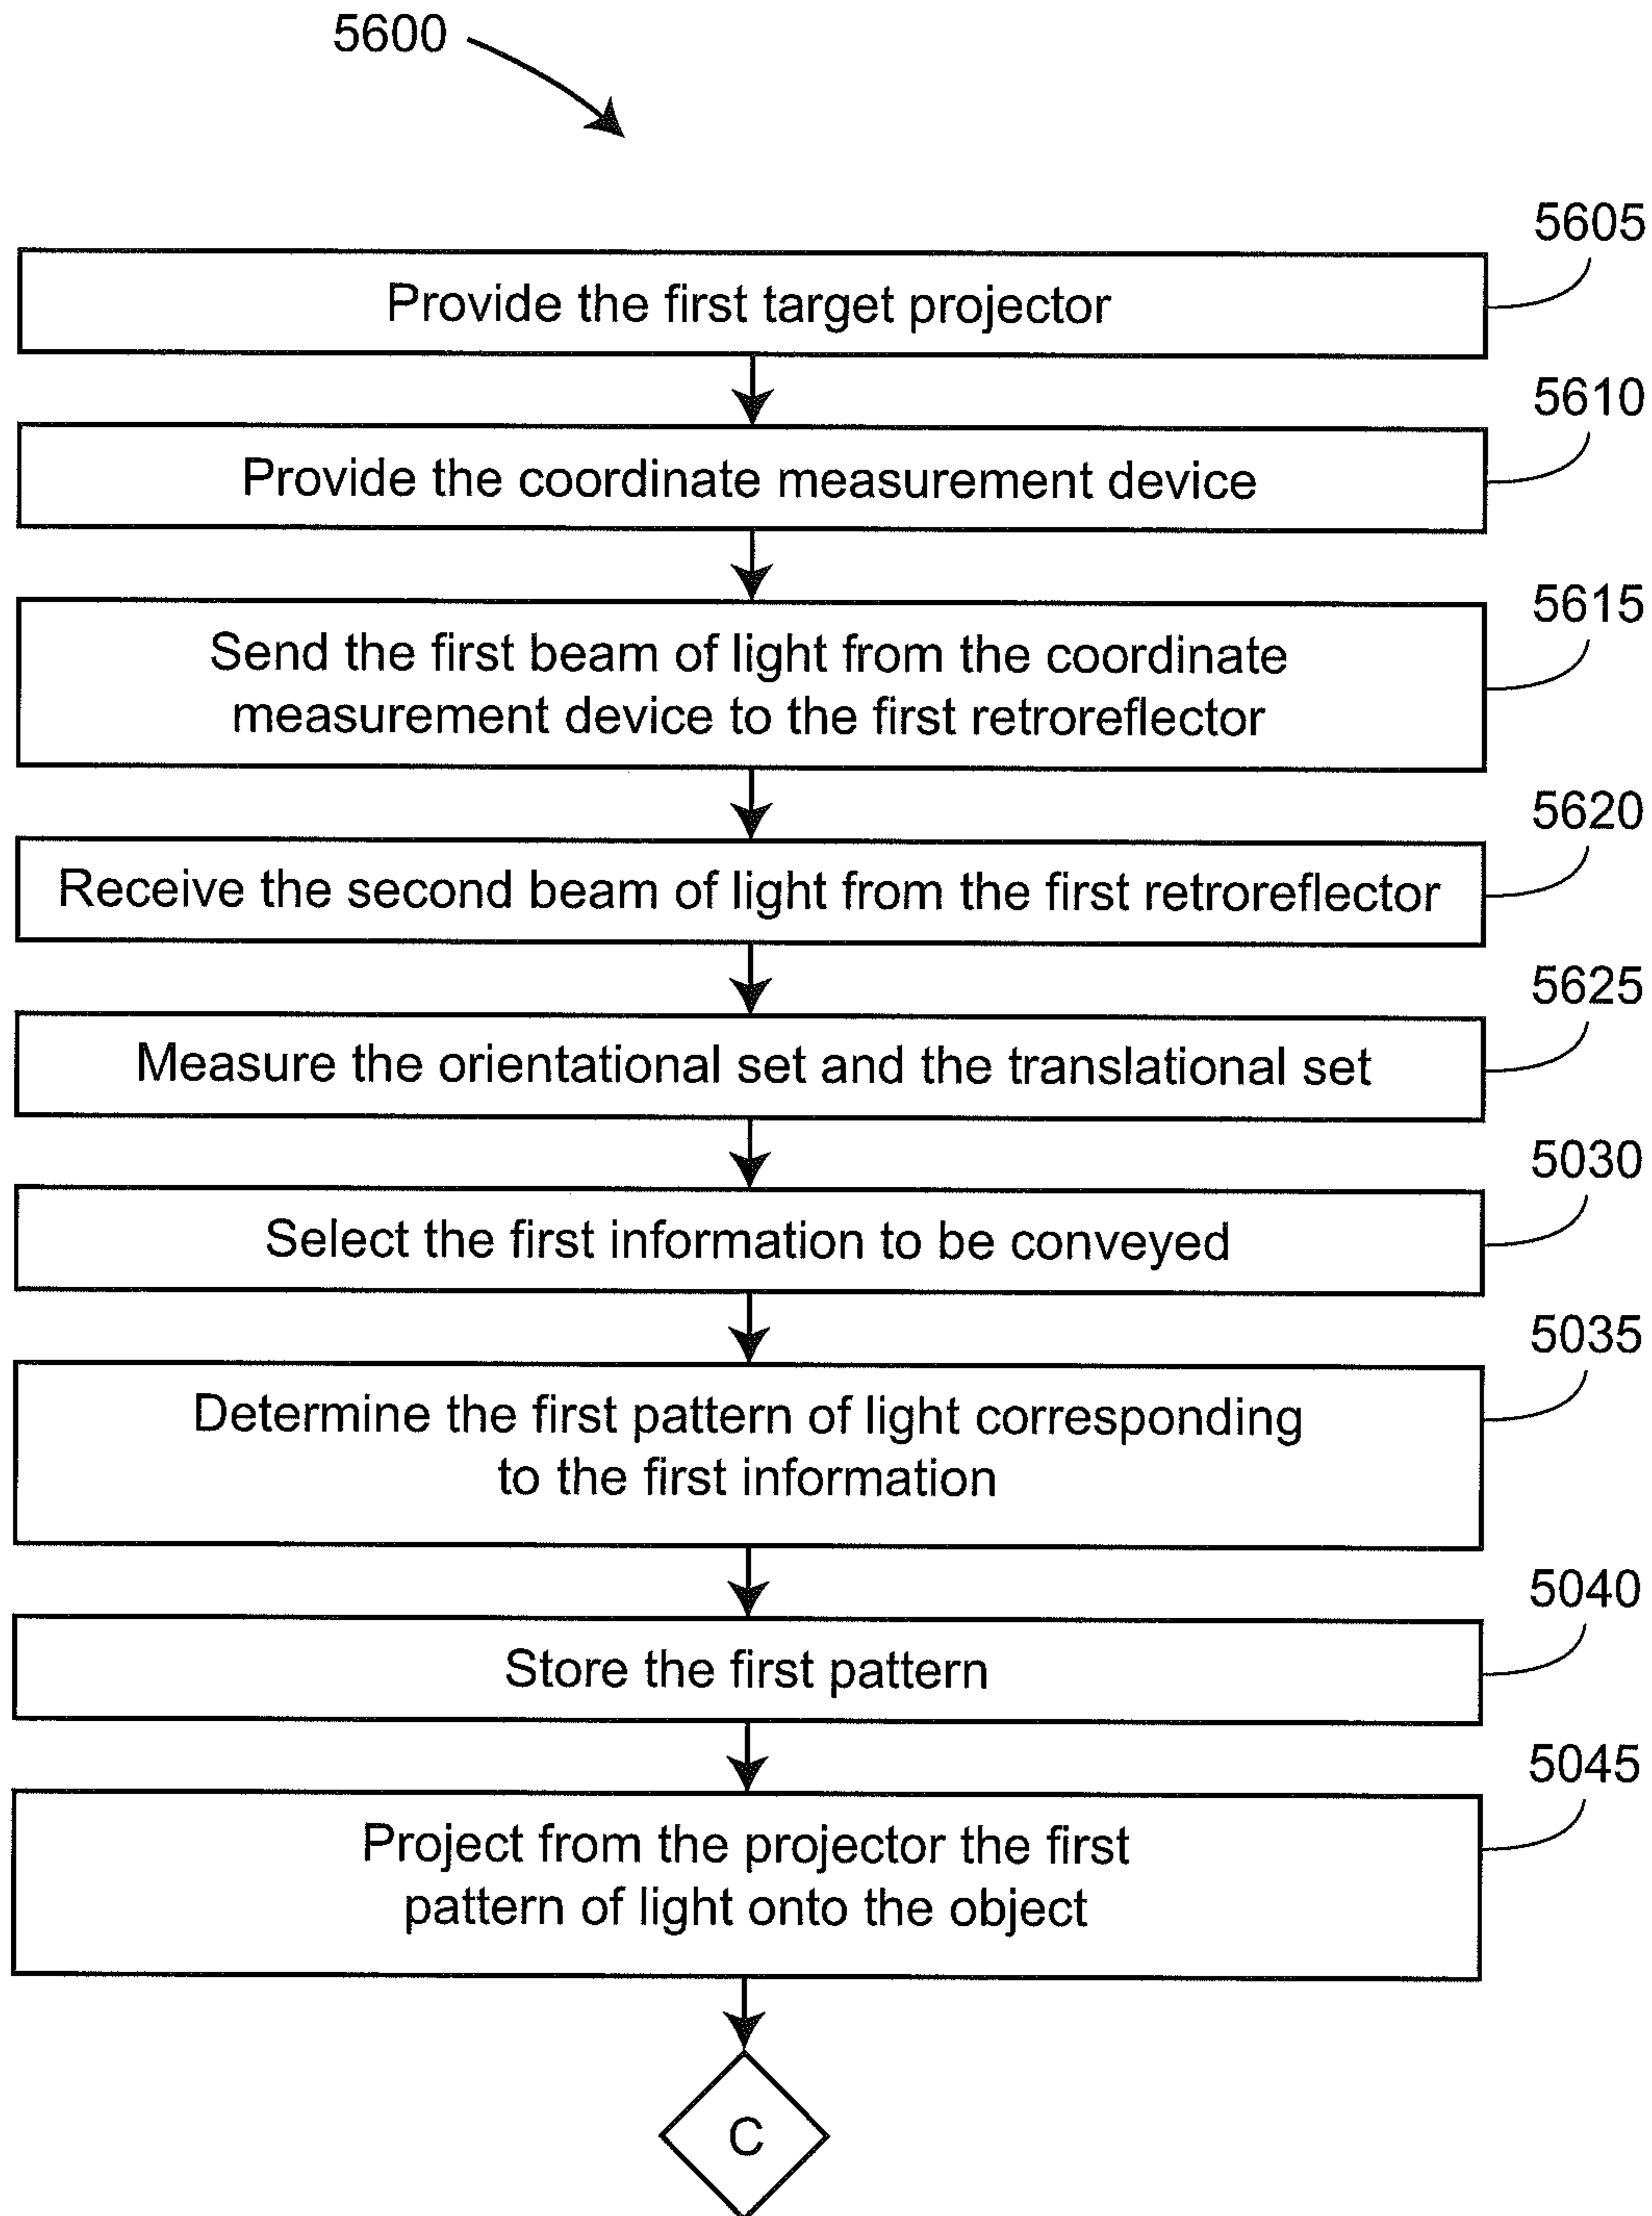 5600
5605
Provide the first target projector
5610
Provide the coordinate measurement device
5615
Send the first beam of light from the coordinate
measurement device to the first retroreflector
5620
Receive the second beam of light from the first retroreflector
5625
Measure the orientational set and the translational set
5030
Select the first information to be conveyed
5035
Determine the first pattern of light corresponding
to the first information
5040
Store the first pattern
5045
Project from the projector the first
pattern of light onto the object
C